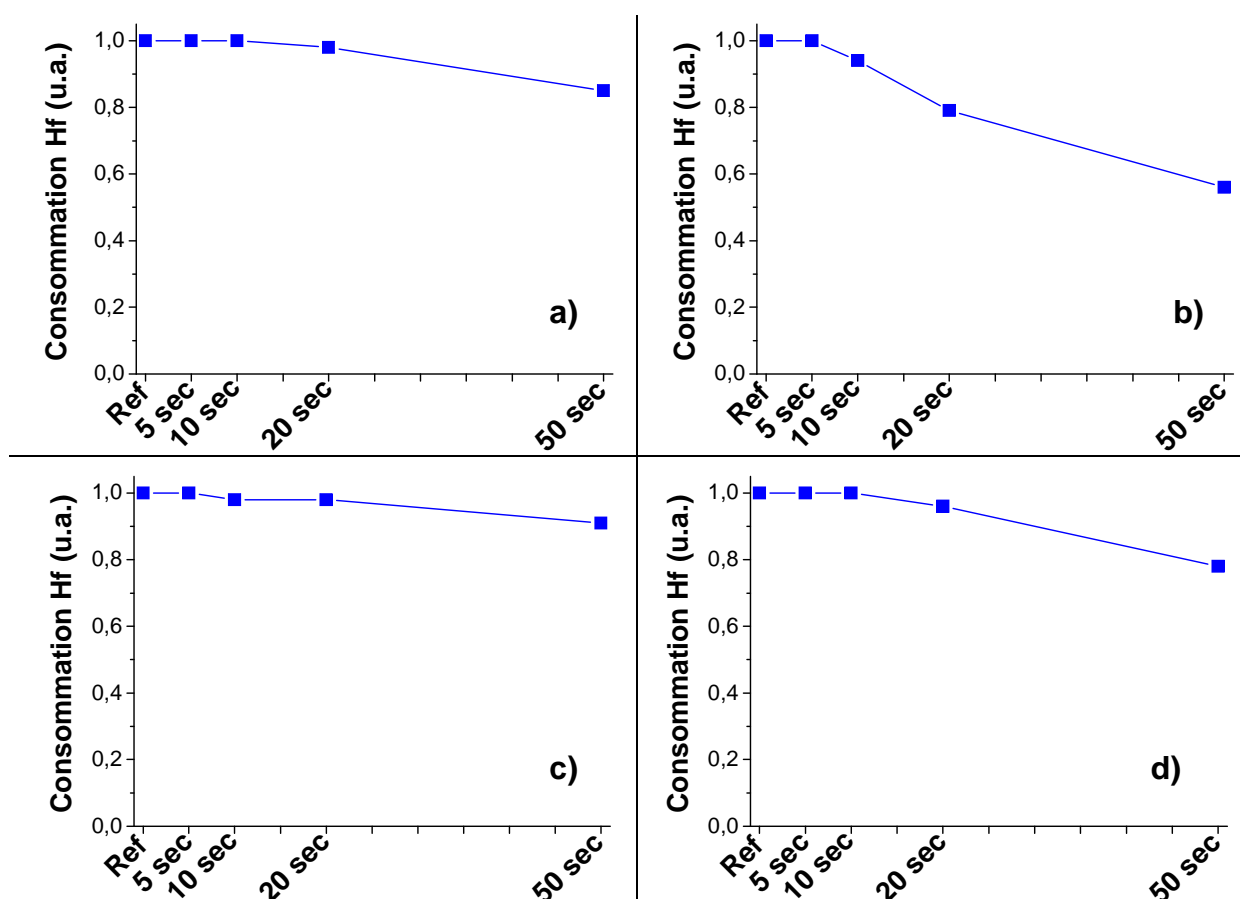 Consommation Hf (u.a.)
1,0
0,8
0,6
0,4
0,2
0,0
a)
Ref
5 sec
10 sec
20 sec
50 sec
Consommation Hf (u.a.)
1,0
0,8
0,6
0,4
0,2
0,0
b)
Ref
5 sec
10 sec
20 sec
50 sec
Consommation Hf (u.a.)
1,0
0,8
0,6
0,4
0,2
0,0
c)
Ref
5 sec
10 sec
20 sec
50 sec
Consommation Hf (u.a.)
1,0
0,8
0,6
0,4
0,2
0,0
d)
Ref
5 sec
10 sec
20 sec
50 sec